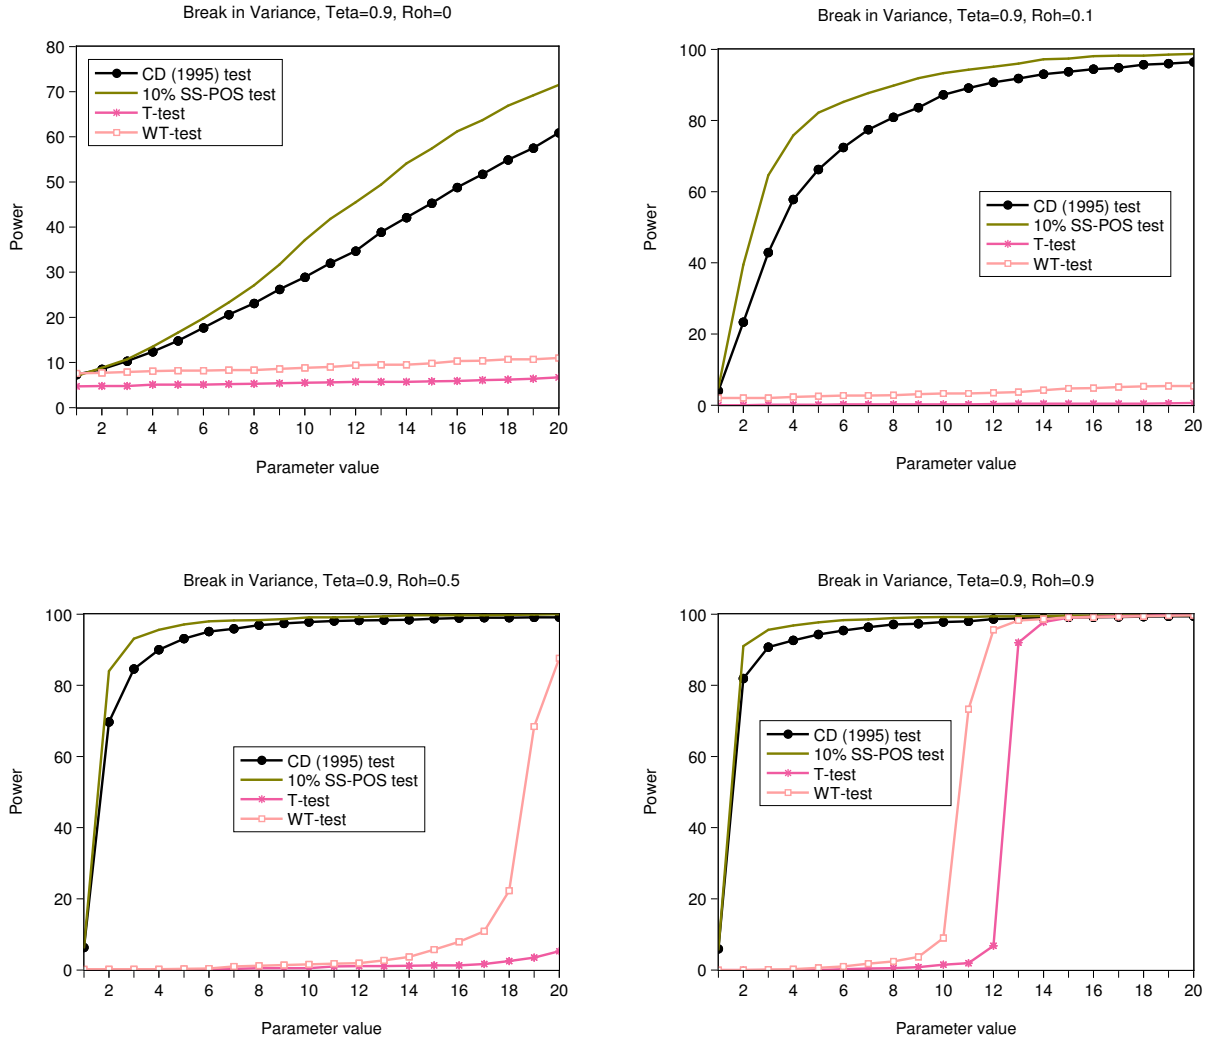 Break in Variance, Teta=0.9, Roh=0
80
70
60
50
40
30
20
10
0
Power
CD (1995) test
10% SS-POS test
T-test
WT-test
2 4 6 8 10 12 14 16 18 20
Parameter value
Break in Variance, Teta=0.9, Roh=0.1
100
80
60
40
20
0
Power
CD (1995) test
10% SS-POS test
T-test
WT-test
2 4 6 8 10 12 14 16 18 20
Parameter value
Break in Variance, Teta=0.9, Roh=0.5
100
80
60
40
20
0
Power
CD (1995) test
10% SS-POS test
T-test
WT-test
2 4 6 8 10 12 14 16 18 20
Parameter value
Break in Variance, Teta=0.9, Roh=0.9
100
80
60
40
20
0
Power
CD (1995) test
10% SS-POS test
T-test
WT-test
2 4 6 8 10 12 14 16 18 20
Parameter value